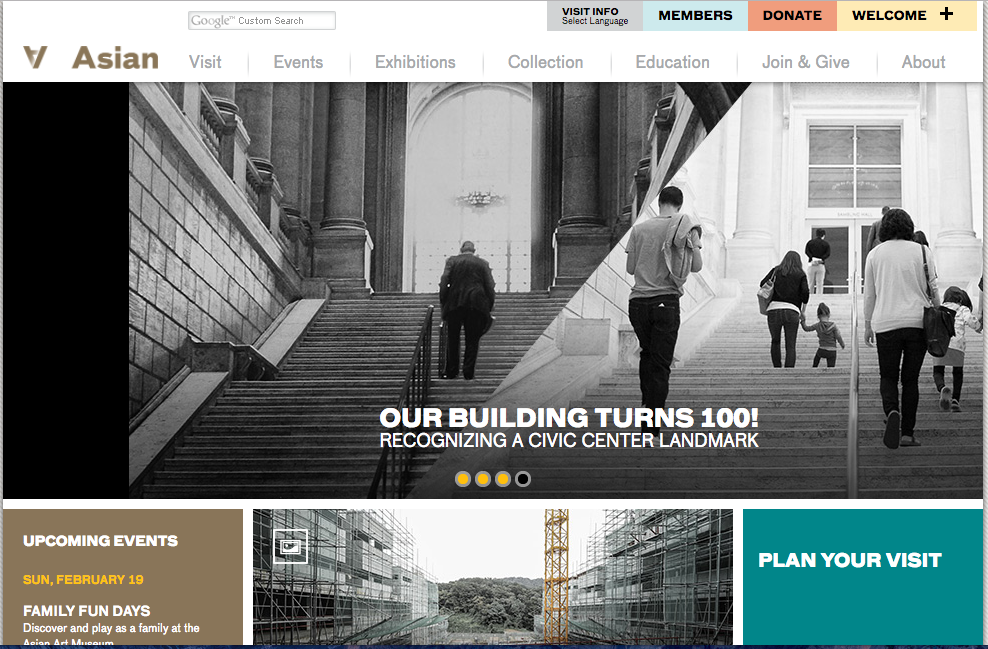 Google™ Custom Search
VISIT INFO
Select Language
MEMBERS
DONATE
WELCOME +
Asian
Visit
Events
Exhibitions
Collection
Education
Join & Give
About
OUR BUILDING TURNS 100!
RECOGNIZING A CIVIC CENTER LANDMARK
UPCOMING EVENTS
SUN, FEBRUARY 19
FAMILY FUN DAYS
Discover and play as a family at the
Asian Art Museum
PLAN YOUR VISIT